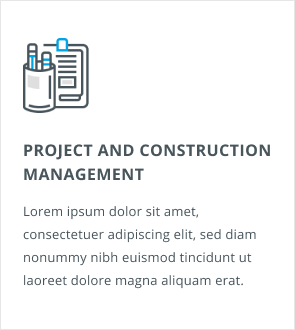 PROJECT AND CONSTRUCTION
MANAGEMENT
Lorem ipsum dolor sit amet,
consectetuer adipiscing elit, sed diam
nonummy nibh euismod tincidunt ut
laoreet dolore magna aliquam erat.